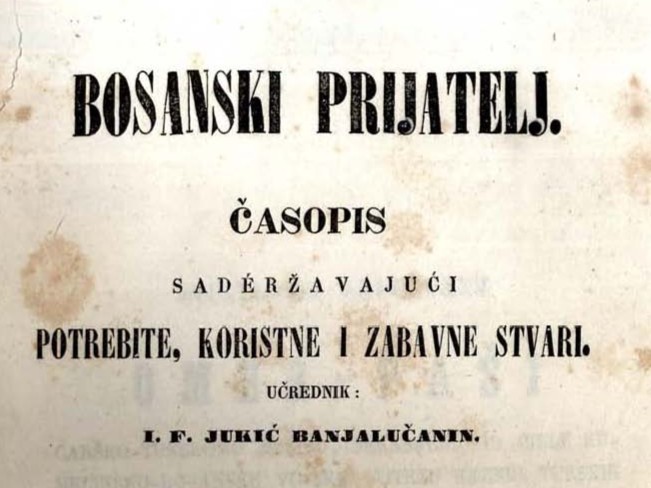 BOSANSKI PRIJATELJ.
ČASOPIS
SADÉRŽAVAJUĆI
POTREBITE, KORISTNE I ZABAVNE STVARI.
UČREDNIK:
I. F. JUKIĆ BANJALUČANIN.